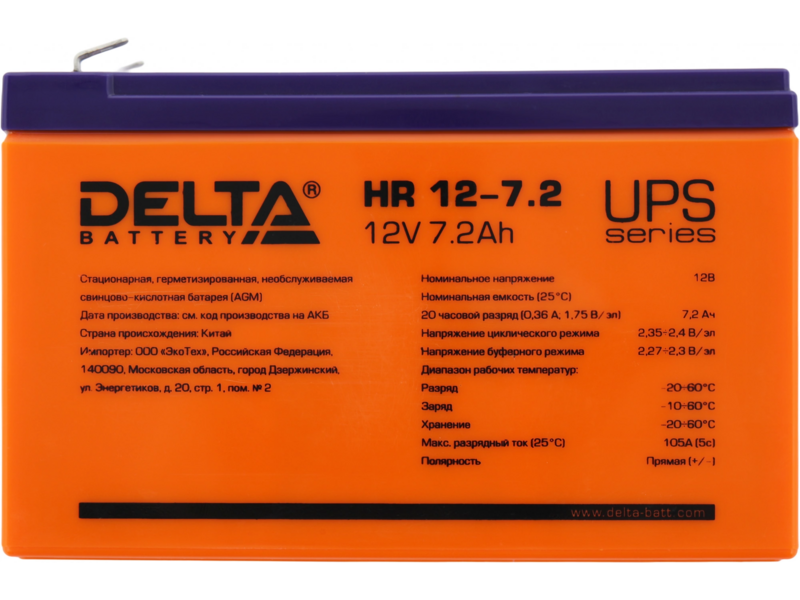 DELTA®
BATTERY
HR 12-7.2
12V 7.2Ah
UPS
series
Стационарная, герметизированная, необслуживаемая
свинцово-кислотная батарея (AGM)
Дата производства: см. код производства на АКБ
Страна происхождения: Китай
Импортер: ООО «ЭкоТех», Российская Федерация,
140090, Московская область, город Дзержинский,
ул. Энергетиков, д. 20, стр. 1, пом. № 2
Номинальное напряжение 12В
Номинальная емкость (25°C)
20 часовой разряд (0,36 А; 1,75 В/эл) 7,2 Ач
Напряжение циклического режима 2,35÷2,4 В/эл
Напряжение буферного режима 2,27÷2,3 В/эл
Диапазон рабочих температур:
Разряд -20÷60°C
Заряд -10÷60°C
Хранение -20÷60°C
Макс. разрядный ток (25°C) 105А (5с)
Полярность Прямая (+/-)
www.delta-batt.com